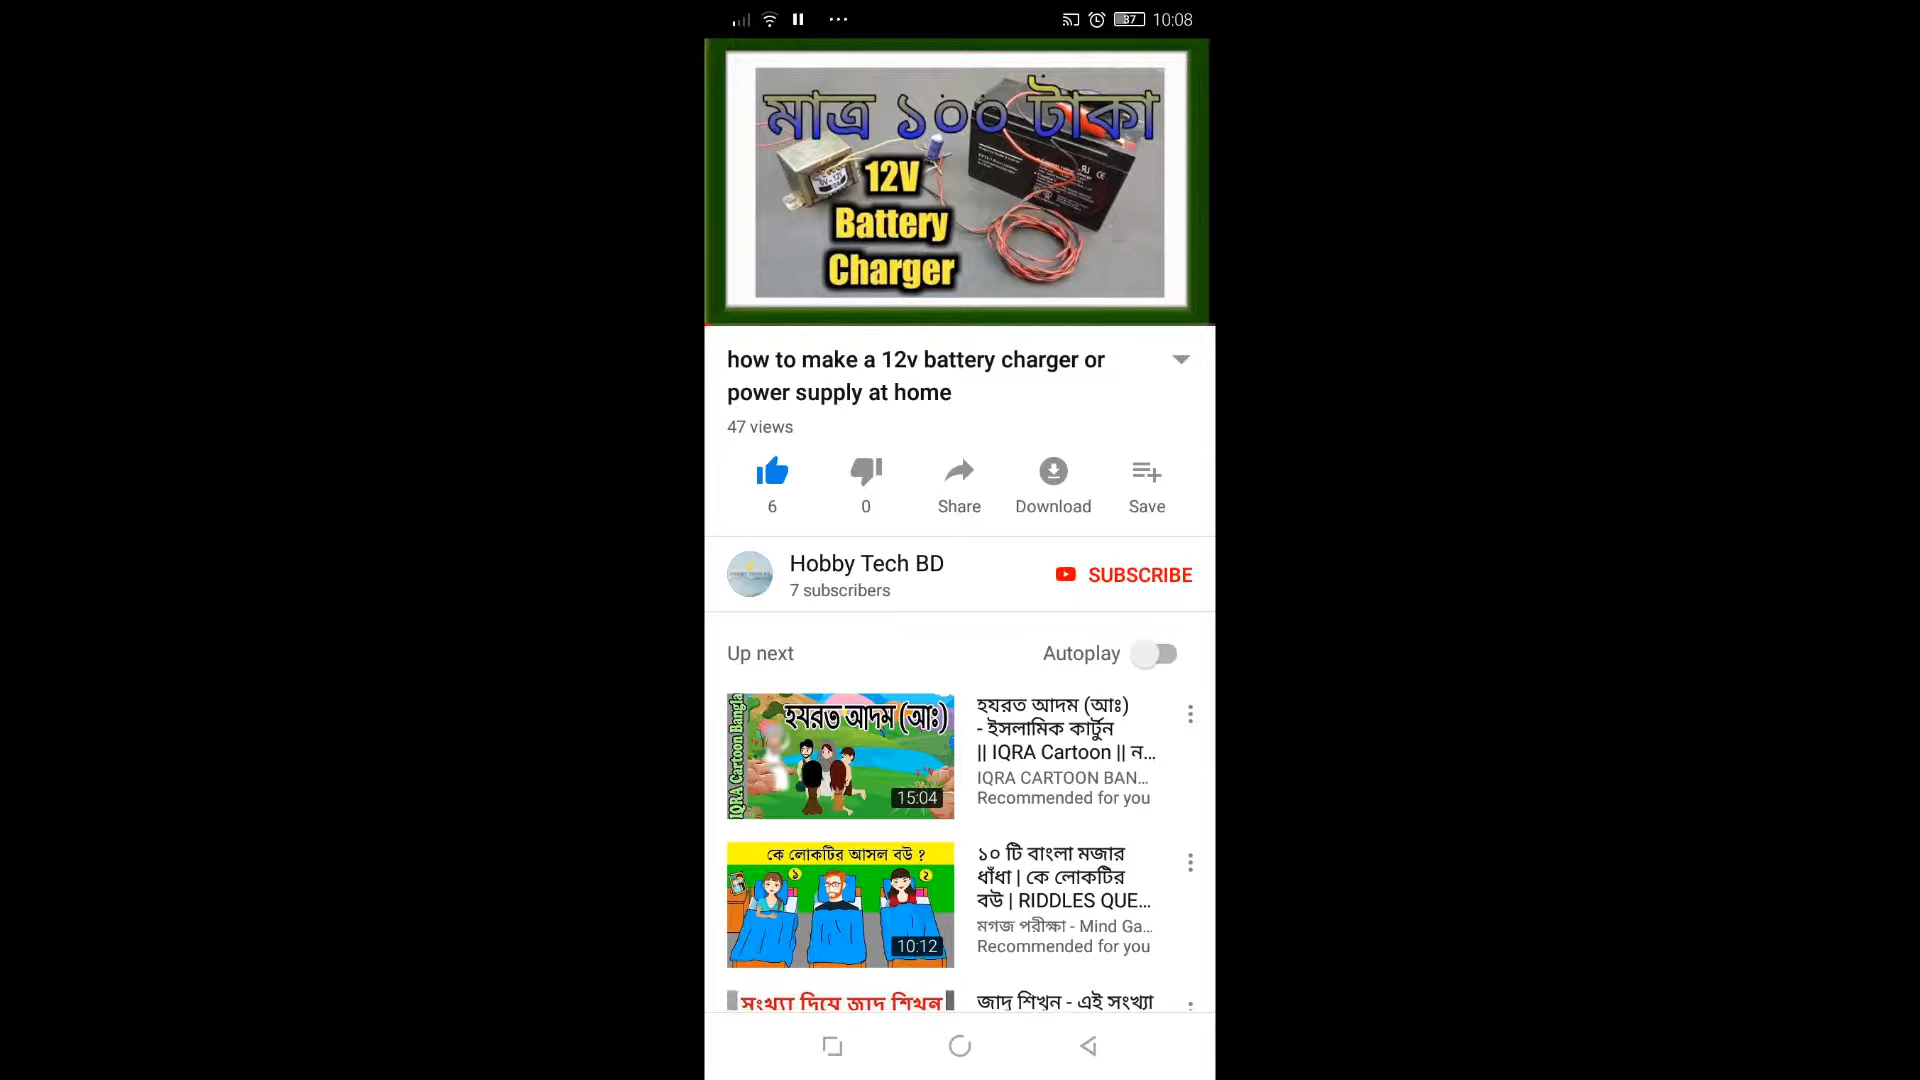 37 10:08
মাত্র ১০০ টাকা
12V
Battery
Charger
how to make a 12v battery charger or
power supply at home
47 views
6
0
Share
Download
Save
Hobby Tech BD
7 subscribers
SUBSCRIBE
Up next
Autoplay
IQRA Cartoon Bangla
হযরত আদম (আঃ)
15:04
হযরত আদম (আঃ)
- ইসলামিক কার্টুন
|| IQRA Cartoon || ন...
IQRA CARTOON BAN...
Recommended for you
কে লোকটির আসল বউ ?
১
২
10:12
১০ টি বাংলা মজার
ধাঁধা | কে লোকটির
বউ | RIDDLES QUE...
মগজ পরীক্ষা - Mind Ga...
Recommended for you
সংখ্যা দিয়ে জাদু শিখুন
জাদু শিখুন - এই সংখ্যা